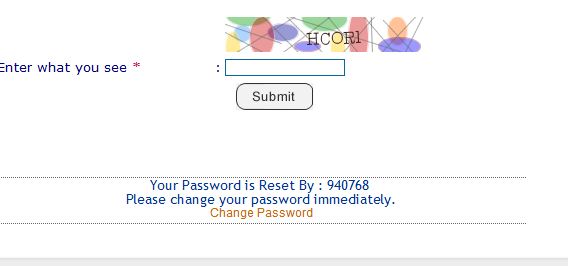 HCORl
Enter what you see * :
Submit
Your Password is Reset By : 940768
Please change your password immediately.
Change Password